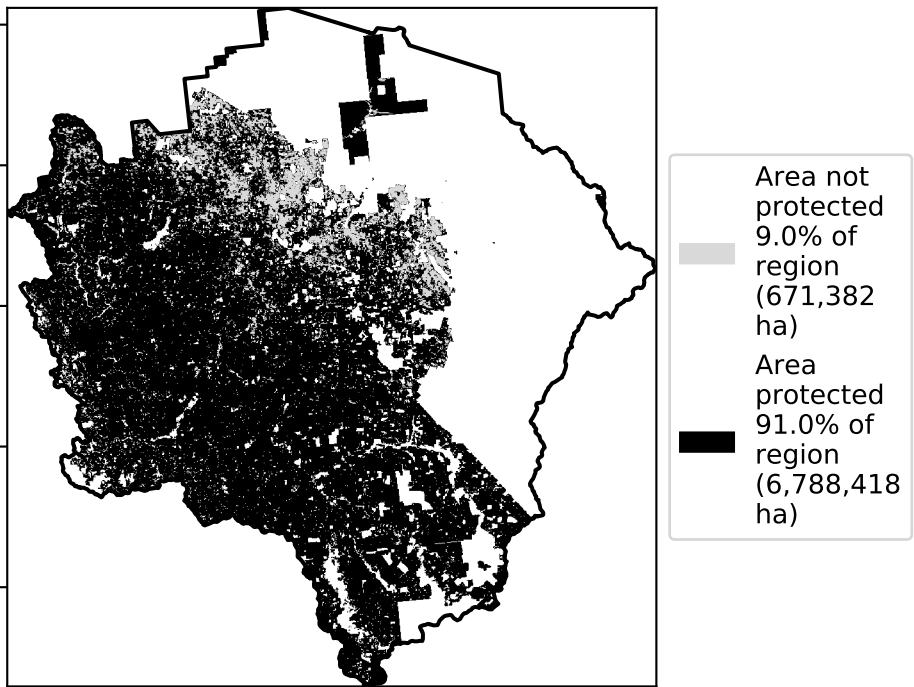 Area not
protected
9.0% of
region
(671,382
ha)
Area
protected
91.0% of
region
(6,788,418
ha)